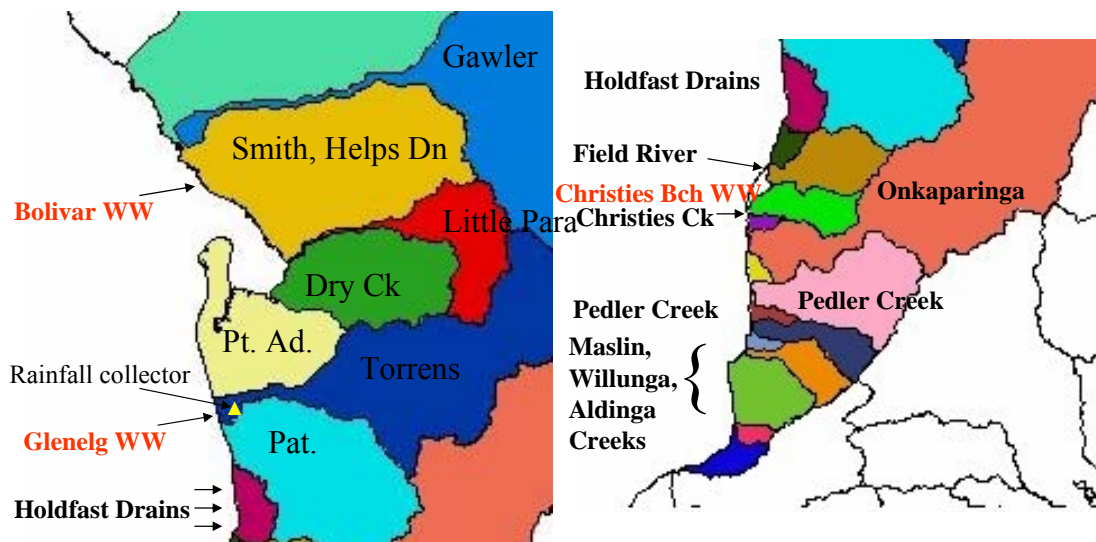 Gawler
Smith, Helps Dn
Bolivar WW
Little Para
Dry Ck
Pt. Ad.
Torrens
Rainfall collector
Glenelg WW
Pat.
Holdfast Drains
Holdfast Drains
Field River
Christies Bch WW
Christies Ck
Onkaparinga
Pedler Creek
Pedler Creek
Maslin,
Willunga,
Aldinga
Creeks